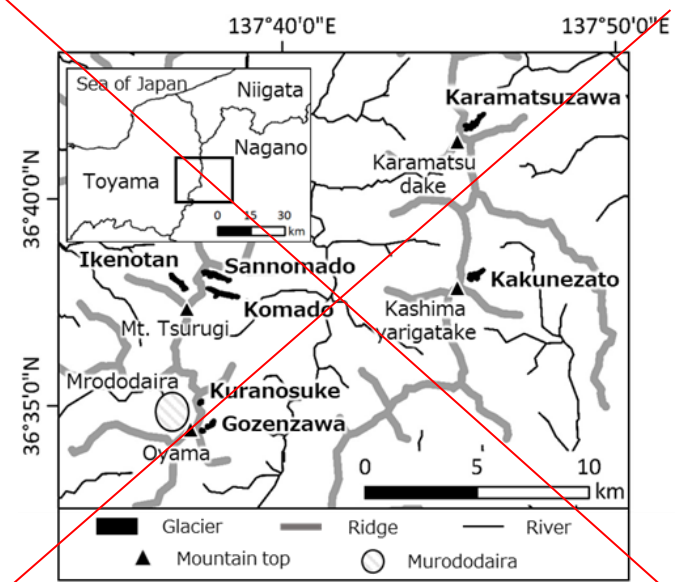 137°40'0"E
137°50'0"E
36°40'0"N
36°35'0"N
Sea of Japan
Niigata
Nagano
Toyama
0 15 30
km
Karamatsuzawa
Karamatsu
dake
Ikenotan
Sannomado
Komado
Mt. Tsurugi
Kakunezato
Kashima
yarigatake
Mrododaira
Kuranosuke
Gozenzawa
Oyama
0 5 10
km
Glacier
Ridge
River
Mountain top
Murododaira